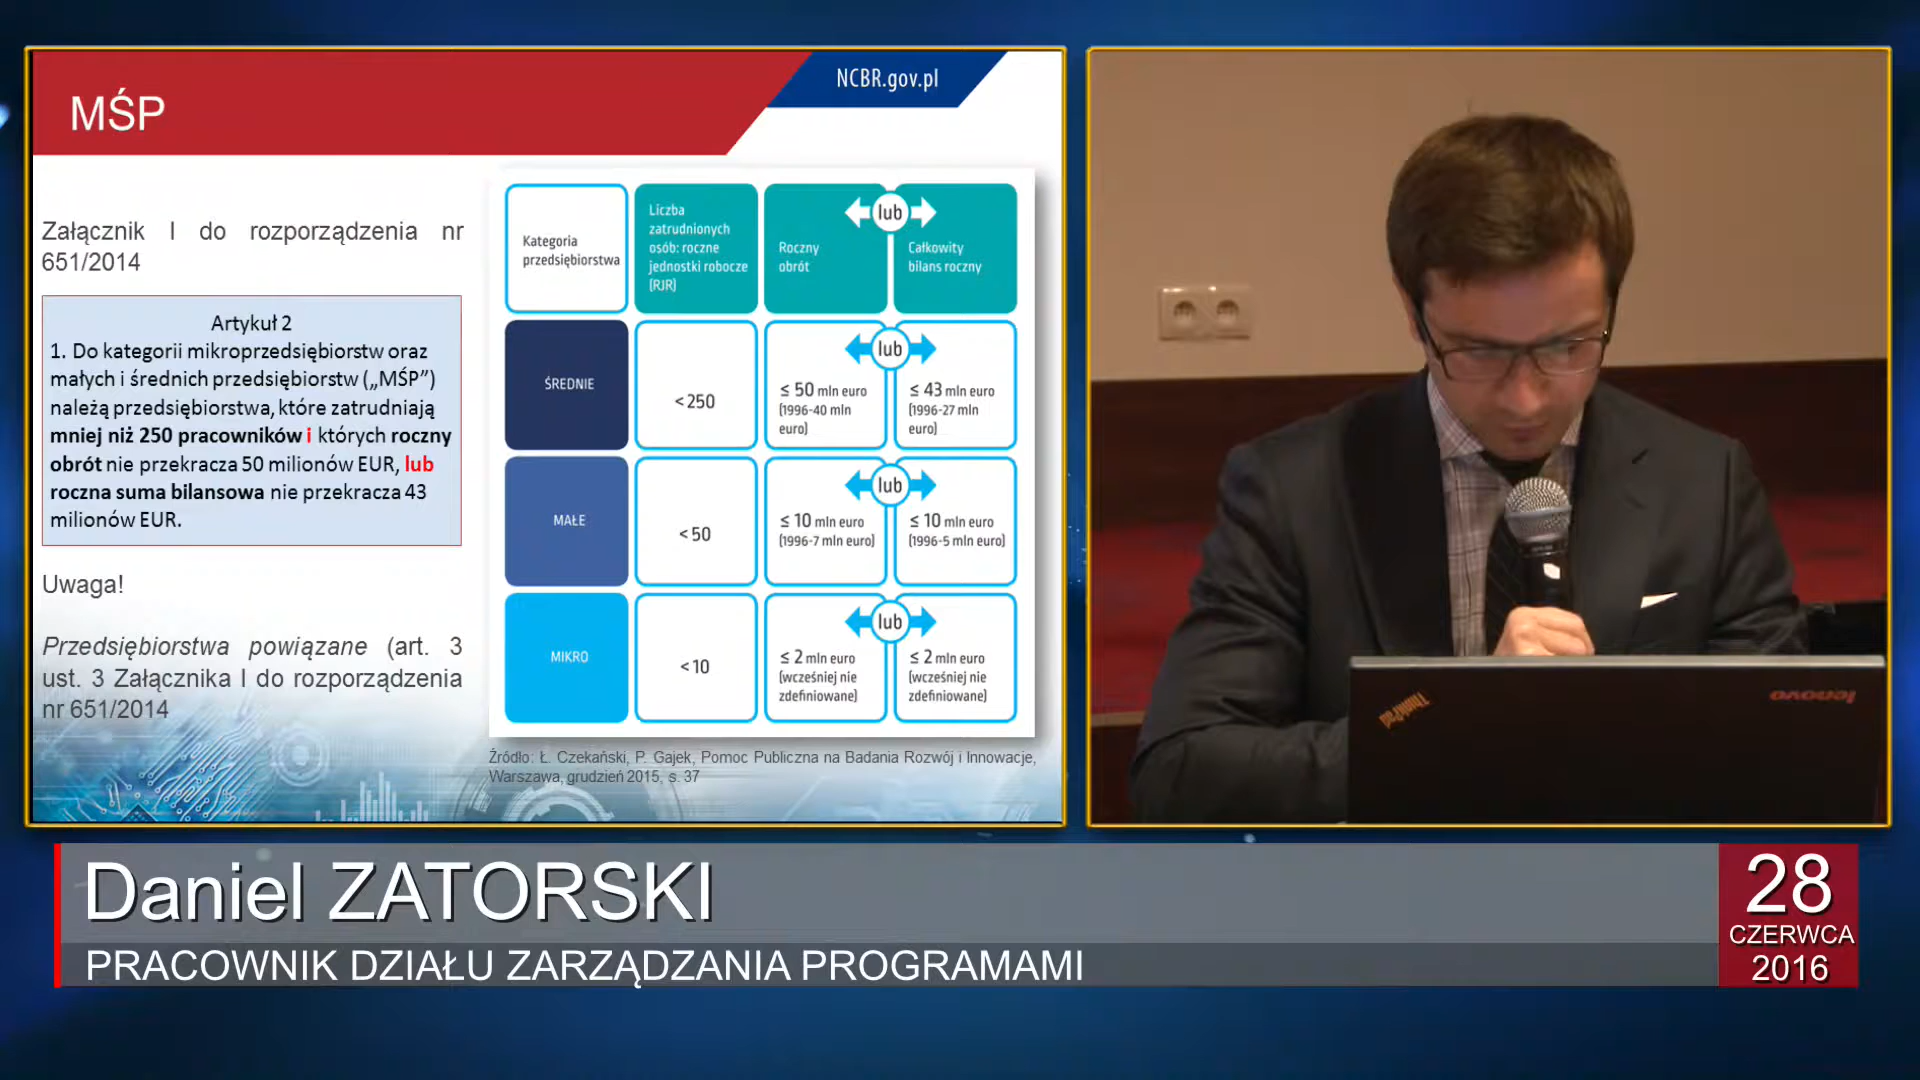 MŚP
NCBR.gov.pl
Załącznik I do rozporządzenia nr
651/2014
Artykuł 2
1. Do kategorii mikroprzedsiębiorstw oraz
małych i średnich przedsiębiorstw („MŚP”)
należą przedsiębiorstwa, które zatrudniają
mniej niż 250 pracowników i których roczny
obrót nie przekracza 50 milionów EUR, lub
roczna suma bilansowa nie przekracza 43
milionów EUR.
Uwaga!
Przedsiębiorstwa powiązane (art. 3
ust. 3 Załącznika I do rozporządzenia
nr 651/2014
Kategoria
przedsiębiorstwa
Liczba
zatrudnionych
osób: roczne
jednostki robocze
(RJR)
Roczny
obrót
lub
Całkowity
bilans roczny
ŚREDNIE
<250
≤ 50 mln euro
(1996-40 mln
euro)
lub
≤ 43 mln euro
(1996-27 mln
euro)
MAŁE
<50
≤ 10 mln euro
(1996-7 mln euro)
lub
≤ 10 mln euro
(1996-5 mln euro)
MIKRO
<10
≤ 2 mln euro
(wcześniej nie
zdefiniowane)
lub
≤ 2 mln euro
(wcześniej nie
zdefiniowane)
Źródło: Ł. Czekański, P. Gajek, Pomoc Publiczna na Badania Rozwój i Innowacje,
Warszawa, grudzień 2015, s. 37
ThinkPad
lenovo
Daniel ZATORSKI
PRACOWNIK DZIAŁU ZARZĄDZANIA PROGRAMAMI
28
CZERWCA
2016